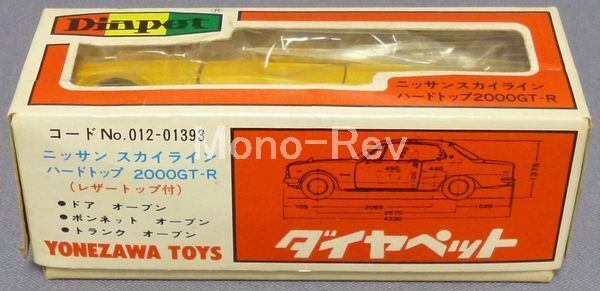 Diapet
®
ニッサンスカイライン
ハードトップ2000GT-R
コードNo.012-01393
ニッサン スカイライン
ハードトップ 2000GT-R
(レザートップ付)
● ドア オープン
● ボンネット オープン
● トランク オープン
YONEZAWA TOYS
450 440
1375
705 2065 1020
2570
4330
ダイヤペット
Mono-Rev